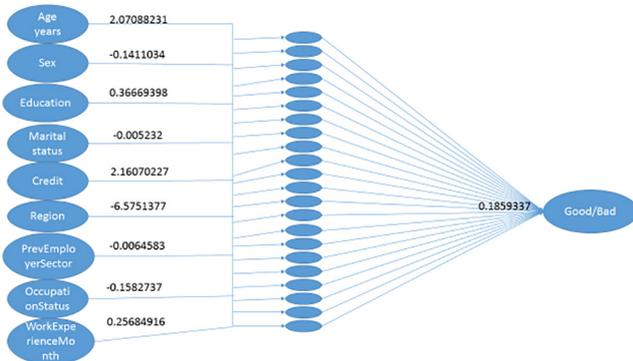 Age
years
2.07088231
Sex
-0.1411034
Education
0.36669398
Marital
status
-0.005232
Credit
2.16070227
Region
-6.5751377
PrevEmplo
yerSector
-0.0064583
Occupati
onStatus
-0.1582737
WorkExpe
rienceMo
nth
0.25684916
0.1859337
Good/Bad